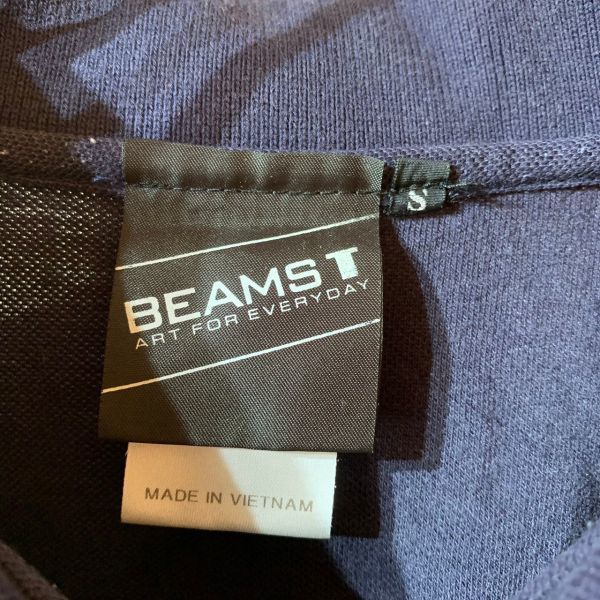 BEAMS T
ART FOR EVERYDAY
S
MADE IN VIETNAM